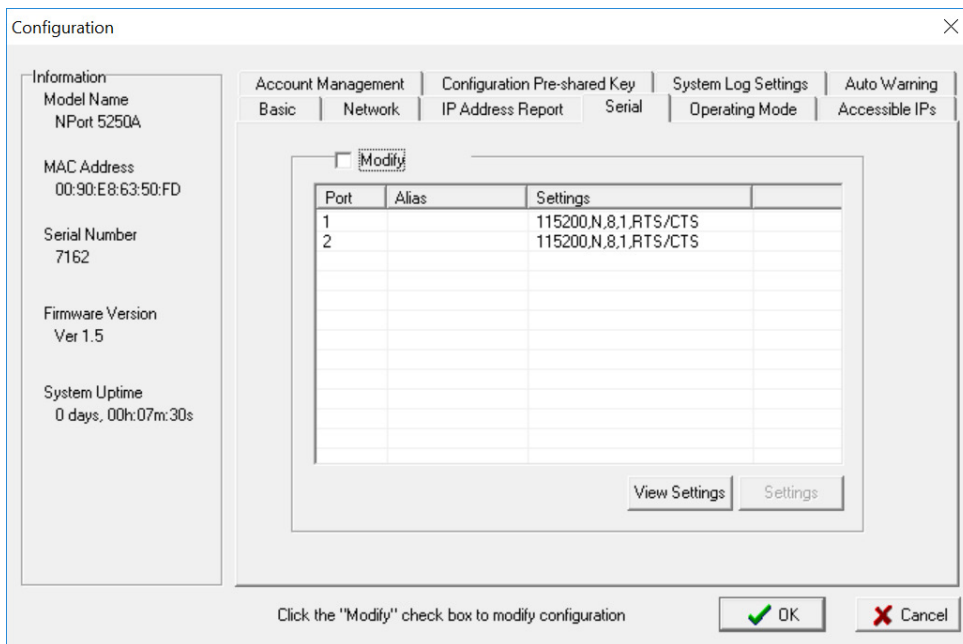 Configuration
Information
Model Name
NPort 5250A
MAC Address
00:90:E8:63:50:FD
Serial Number
7162
Firmware Version
Ver 1.5
System Uptime
0 days, 00h:07m:30s
Account Management Configuration Pre-shared Key System Log Settings Auto Warning
Basic Network IP Address Report Serial Operating Mode Accessible IPs
Modify
Port Alias Settings
1 115200,N,8,1,RTS/CTS
2 115200,N,8,1,RTS/CTS
View Settings Settings
Click the "Modify" check box to modify configuration OK Cancel